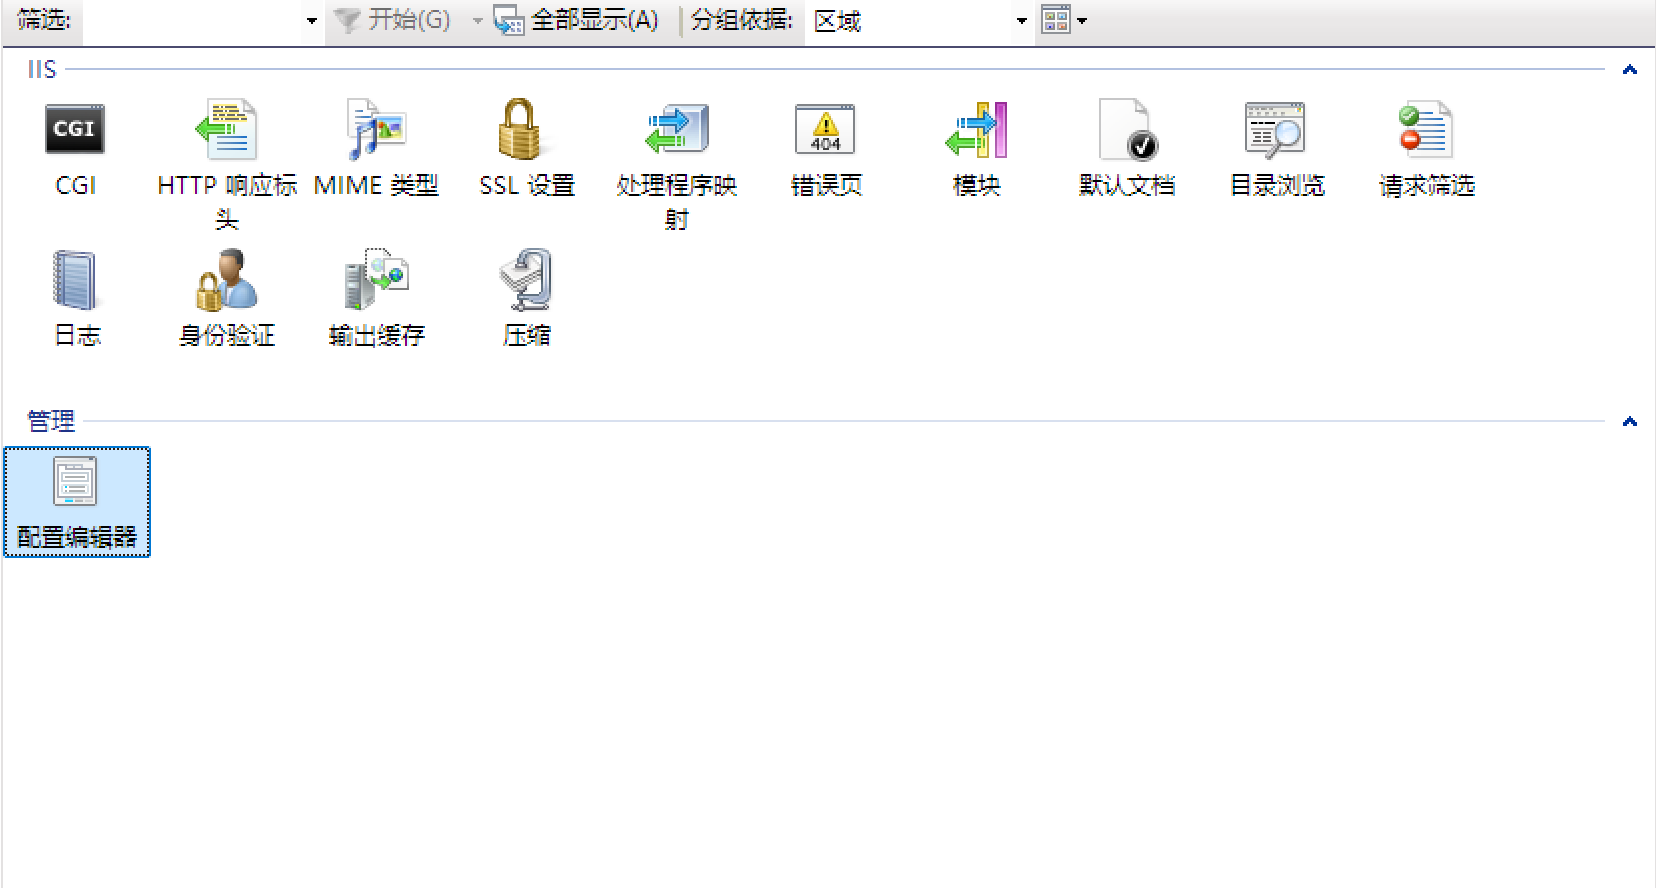 筛选:
开始(G)
全部显示(A)
分组依据:
区域
IIS
CGI
404
CGI
HTTP 响应标
头
MIME 类型
SSL 设置
处理程序映
射
错误页
模块
默认文档
目录浏览
请求筛选
日志
身份验证
输出缓存
压缩
管理
配置编辑器